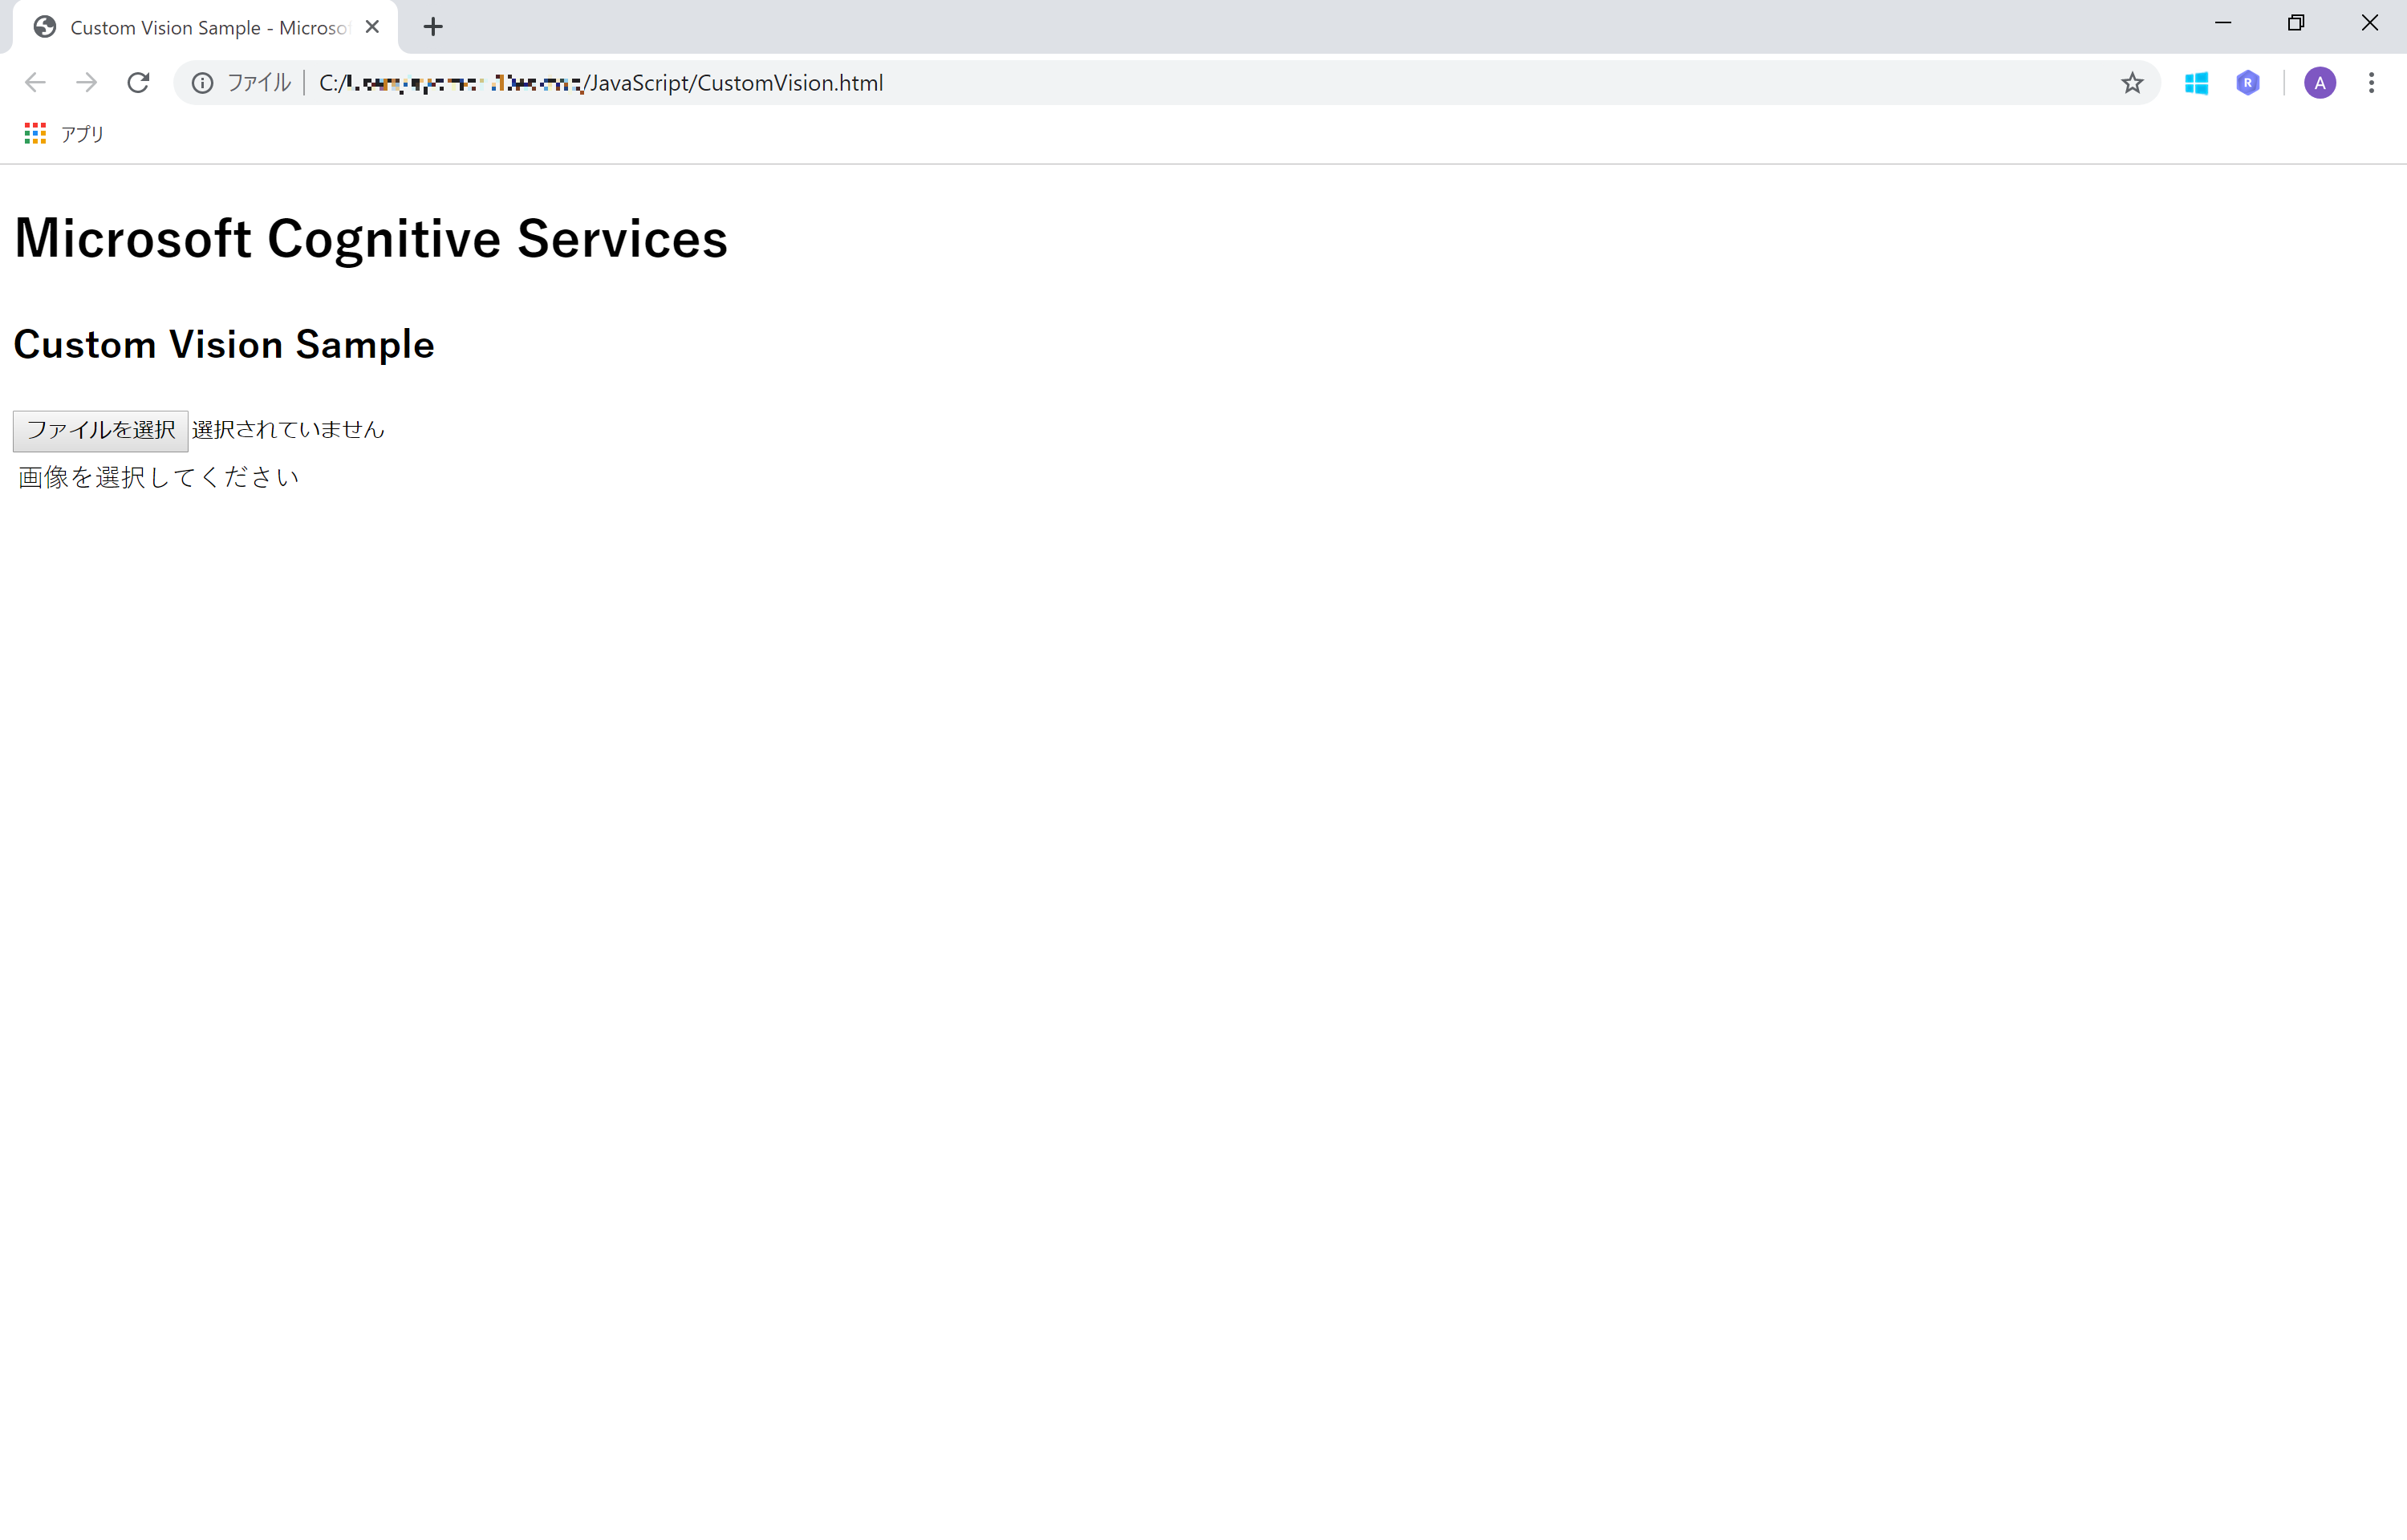 Custom Vision Sample - Microso
ファイル C:/ /JavaScript/CustomVision.html
R
A
アプリ
Microsoft Cognitive Services
Custom Vision Sample
ファイルを選択 選択されていません
画像を選択してください